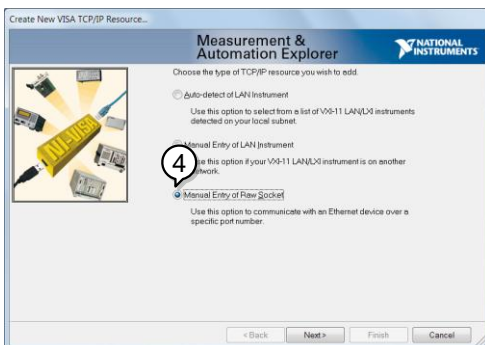 Create New VISA TCP/IP Resource...
Measurement &
Automation Explorer
NATIONAL
INSTRUMENTS
Choose the type of TCP/IP resource you wish to add.
Auto-detect of LAN Instrument
Use this option to select from a list of VXI-11 LAN/LXI instruments
detected on your local subnet.
Manual Entry of LAN Instrument
this option if your VXI-11 LAN/LXI instrument is on another
4
Manual Entry of Raw Socket
Use this option to communicate with an Ethernet device over a
specific port number.
NI-VISA
< Back
Next >
Finish
Cancel